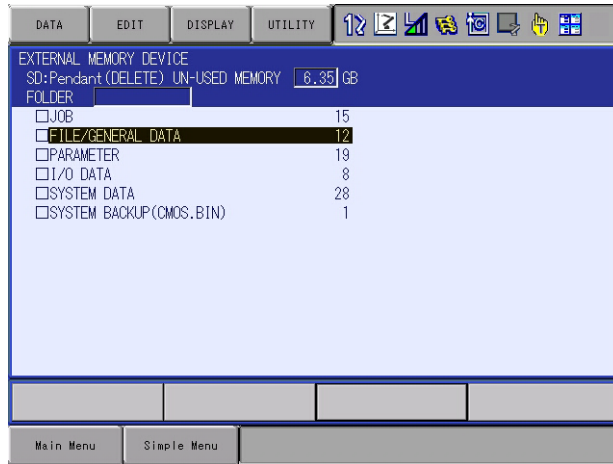 DATA EDIT DISPLAY UTILITY
EXTERNAL MEMORY DEVICE
SD:Pendant(DELETE) UN-USED MEMORY 6.35 GB
FOLDER
JOB 15
FILE/GENERAL DATA 12
PARAMETER 19
I/O DATA 8
SYSTEM DATA 28
SYSTEM BACKUP(CMOS.BIN) 1
Main Menu Simple Menu